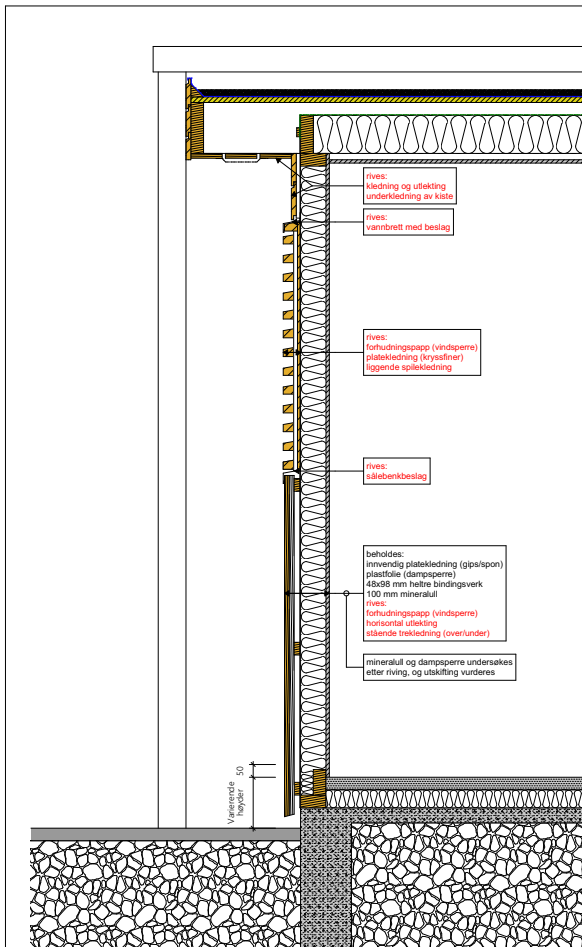 rives:
kledning og utlekting
underkledning av kiste
rives:
vannbrett med beslag
rives:
forhudningspapp (vindsperre)
platekledning (kryssfiner)
liggende spilekledning
rives:
sålebenkbeslag
beholdes:
innvendig platekledning (gips/spon)
plastfolie (dampsperre)
48x98 mm heltre bindingsverk
100 mm mineralull
rives:
forhudningspapp (vindsperre)
horisontal utlekting
stående trekledning (over/under)
mineralull og dampsperre undersøkes
etter riving, og utskifting vurderes
50
Varierende
høyder